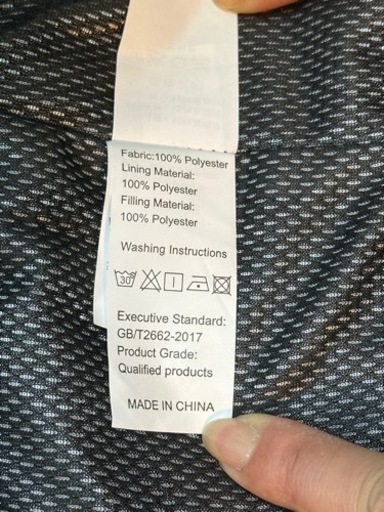 Fabric:100% Polyester
Lining Material:
100% Polyester
Filling Material:
100% Polyester
Washing Instructions
30°
Executive Standard:
GB/T2662-2017
Product Grade:
Qualified products
MADE IN CHINA